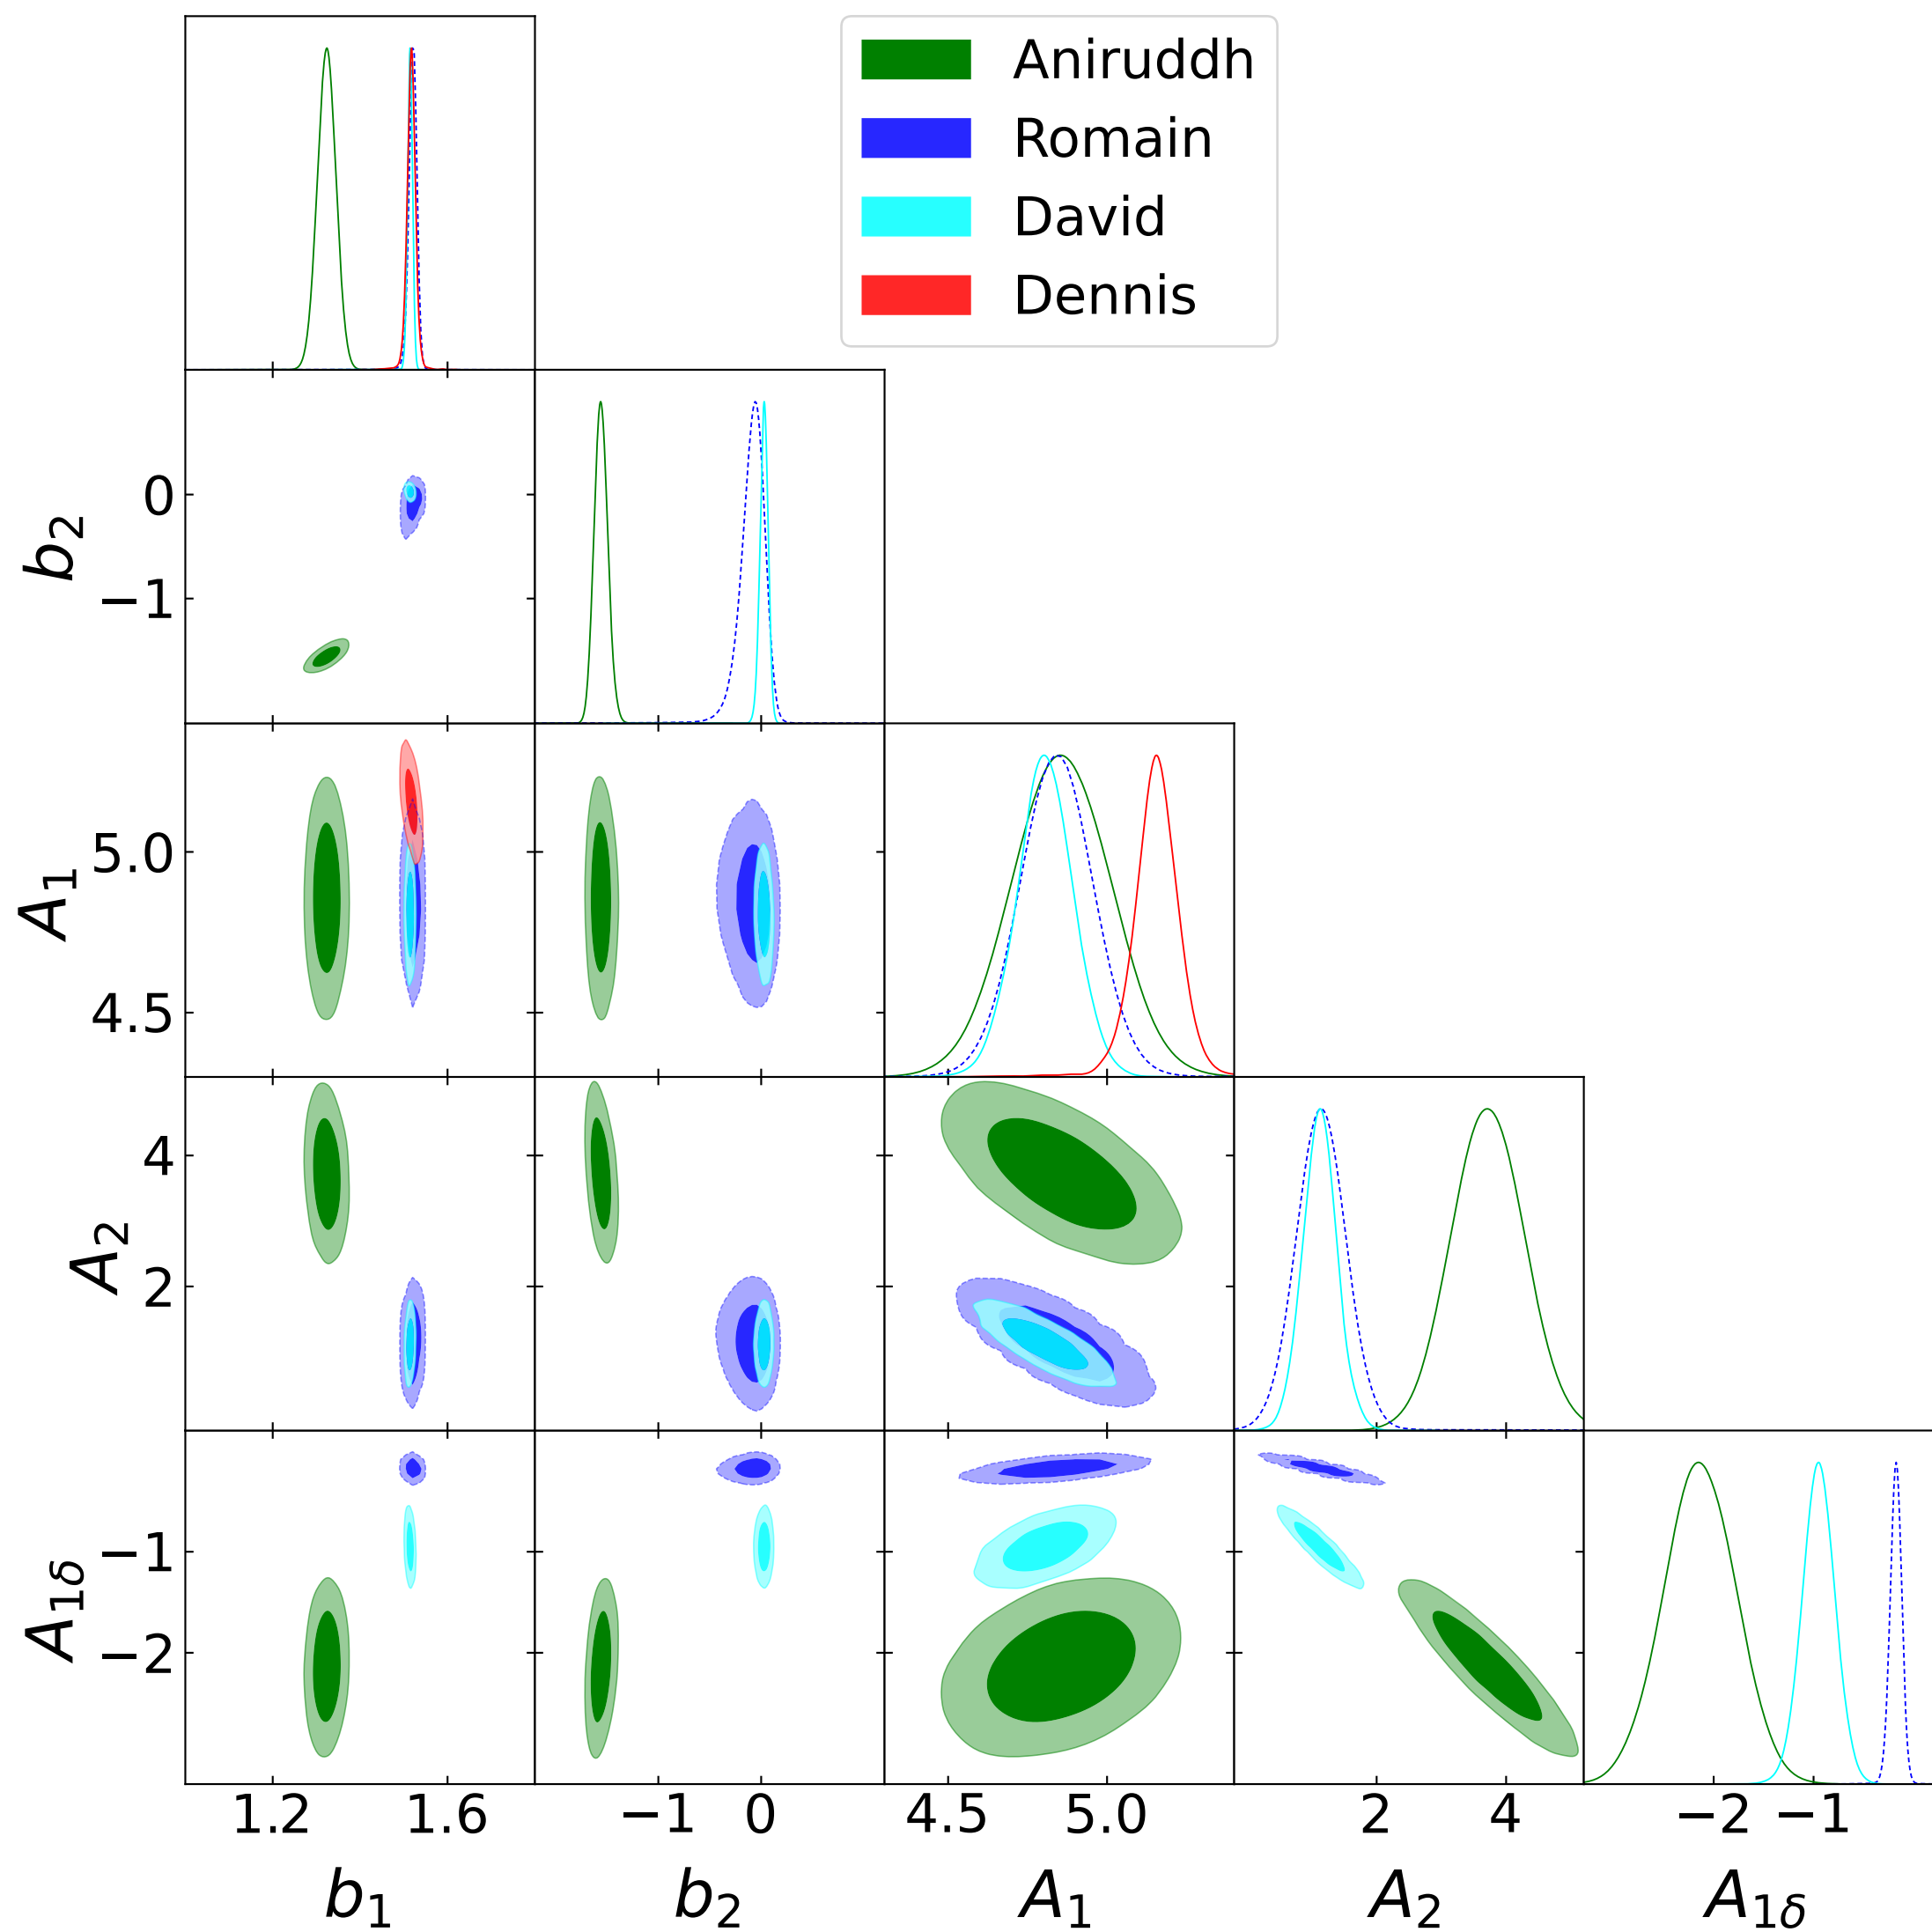 Aniruddh
Romain
David
Dennis
b₂
0
−1
A₁
5.0
4.5
A₂
4
2
A₁δ
−1
−2
1.2 1.6 −1 0 4.5 5.0 2 4 −2 −1
b₁ b₂ A₁ A₂ A₁δ